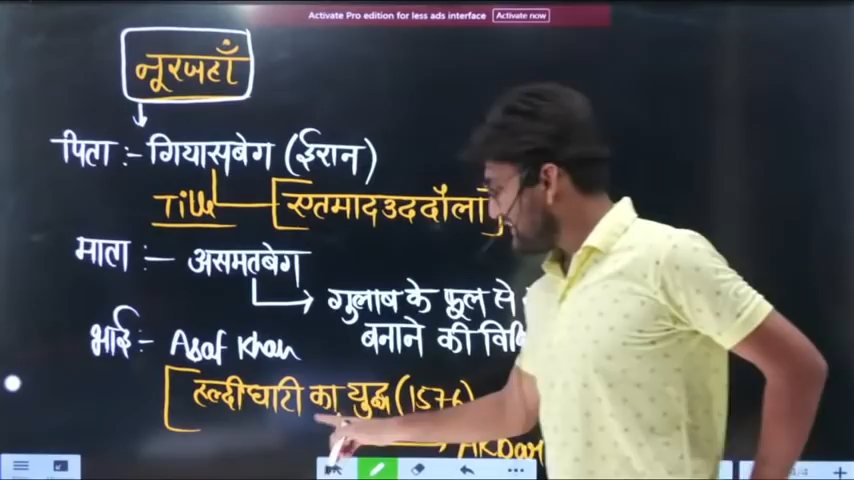 Activate Pro edition for less ads interface Activate now
नूरजहाँ
पिता :- गियासबेग (ईरान)
Title एतमादउददौला
माता :- असमतबेग
गुलाब के फूल से
बनाने की
भाई :- Asaf Khan
हल्दीघाटी का युद्ध (1576)
Akbar